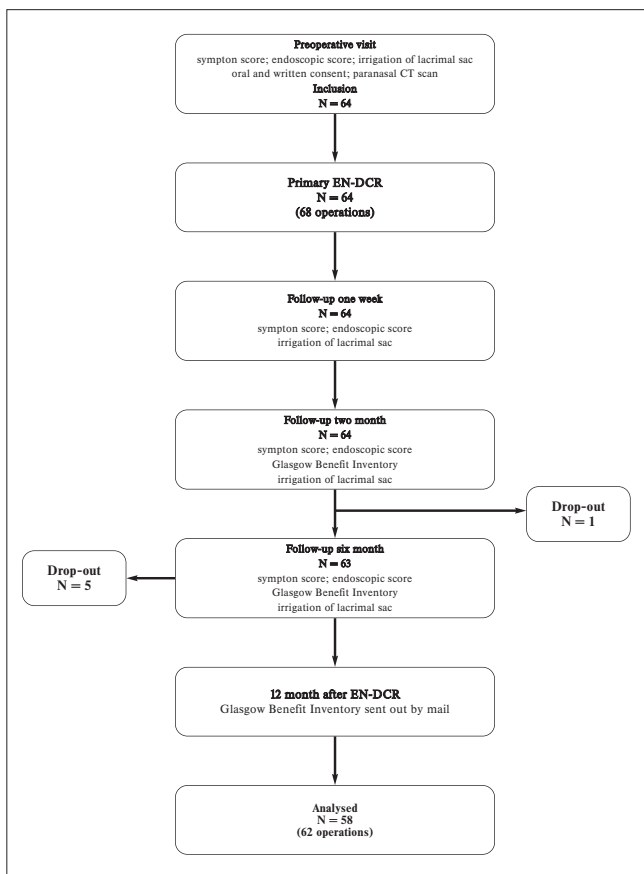 Preoperative visit
sympton score; endoscopic score; irrigation of lacrimal sac
oral and written consent; paranasal CT scan
Inclusion
N = 64
Primary EN-DCR
N = 64
(68 operations)
Follow-up one week
N = 64
sympton score; endoscopic score
irrigation of lacrimal sac
Follow-up two month
N = 64
sympton score; endoscopic score
Glasgow Benefit Inventory
irrigation of lacrimal sac
Drop-out
N = 1
Follow-up six month
N = 63
sympton score; endoscopic score
Glasgow Benefit Inventory
irrigation of lacrimal sac
Drop-out
N = 5
12 month after EN-DCR
Glasgow Benefit Inventory sent out by mail
Analysed
N = 58
(62 operations)